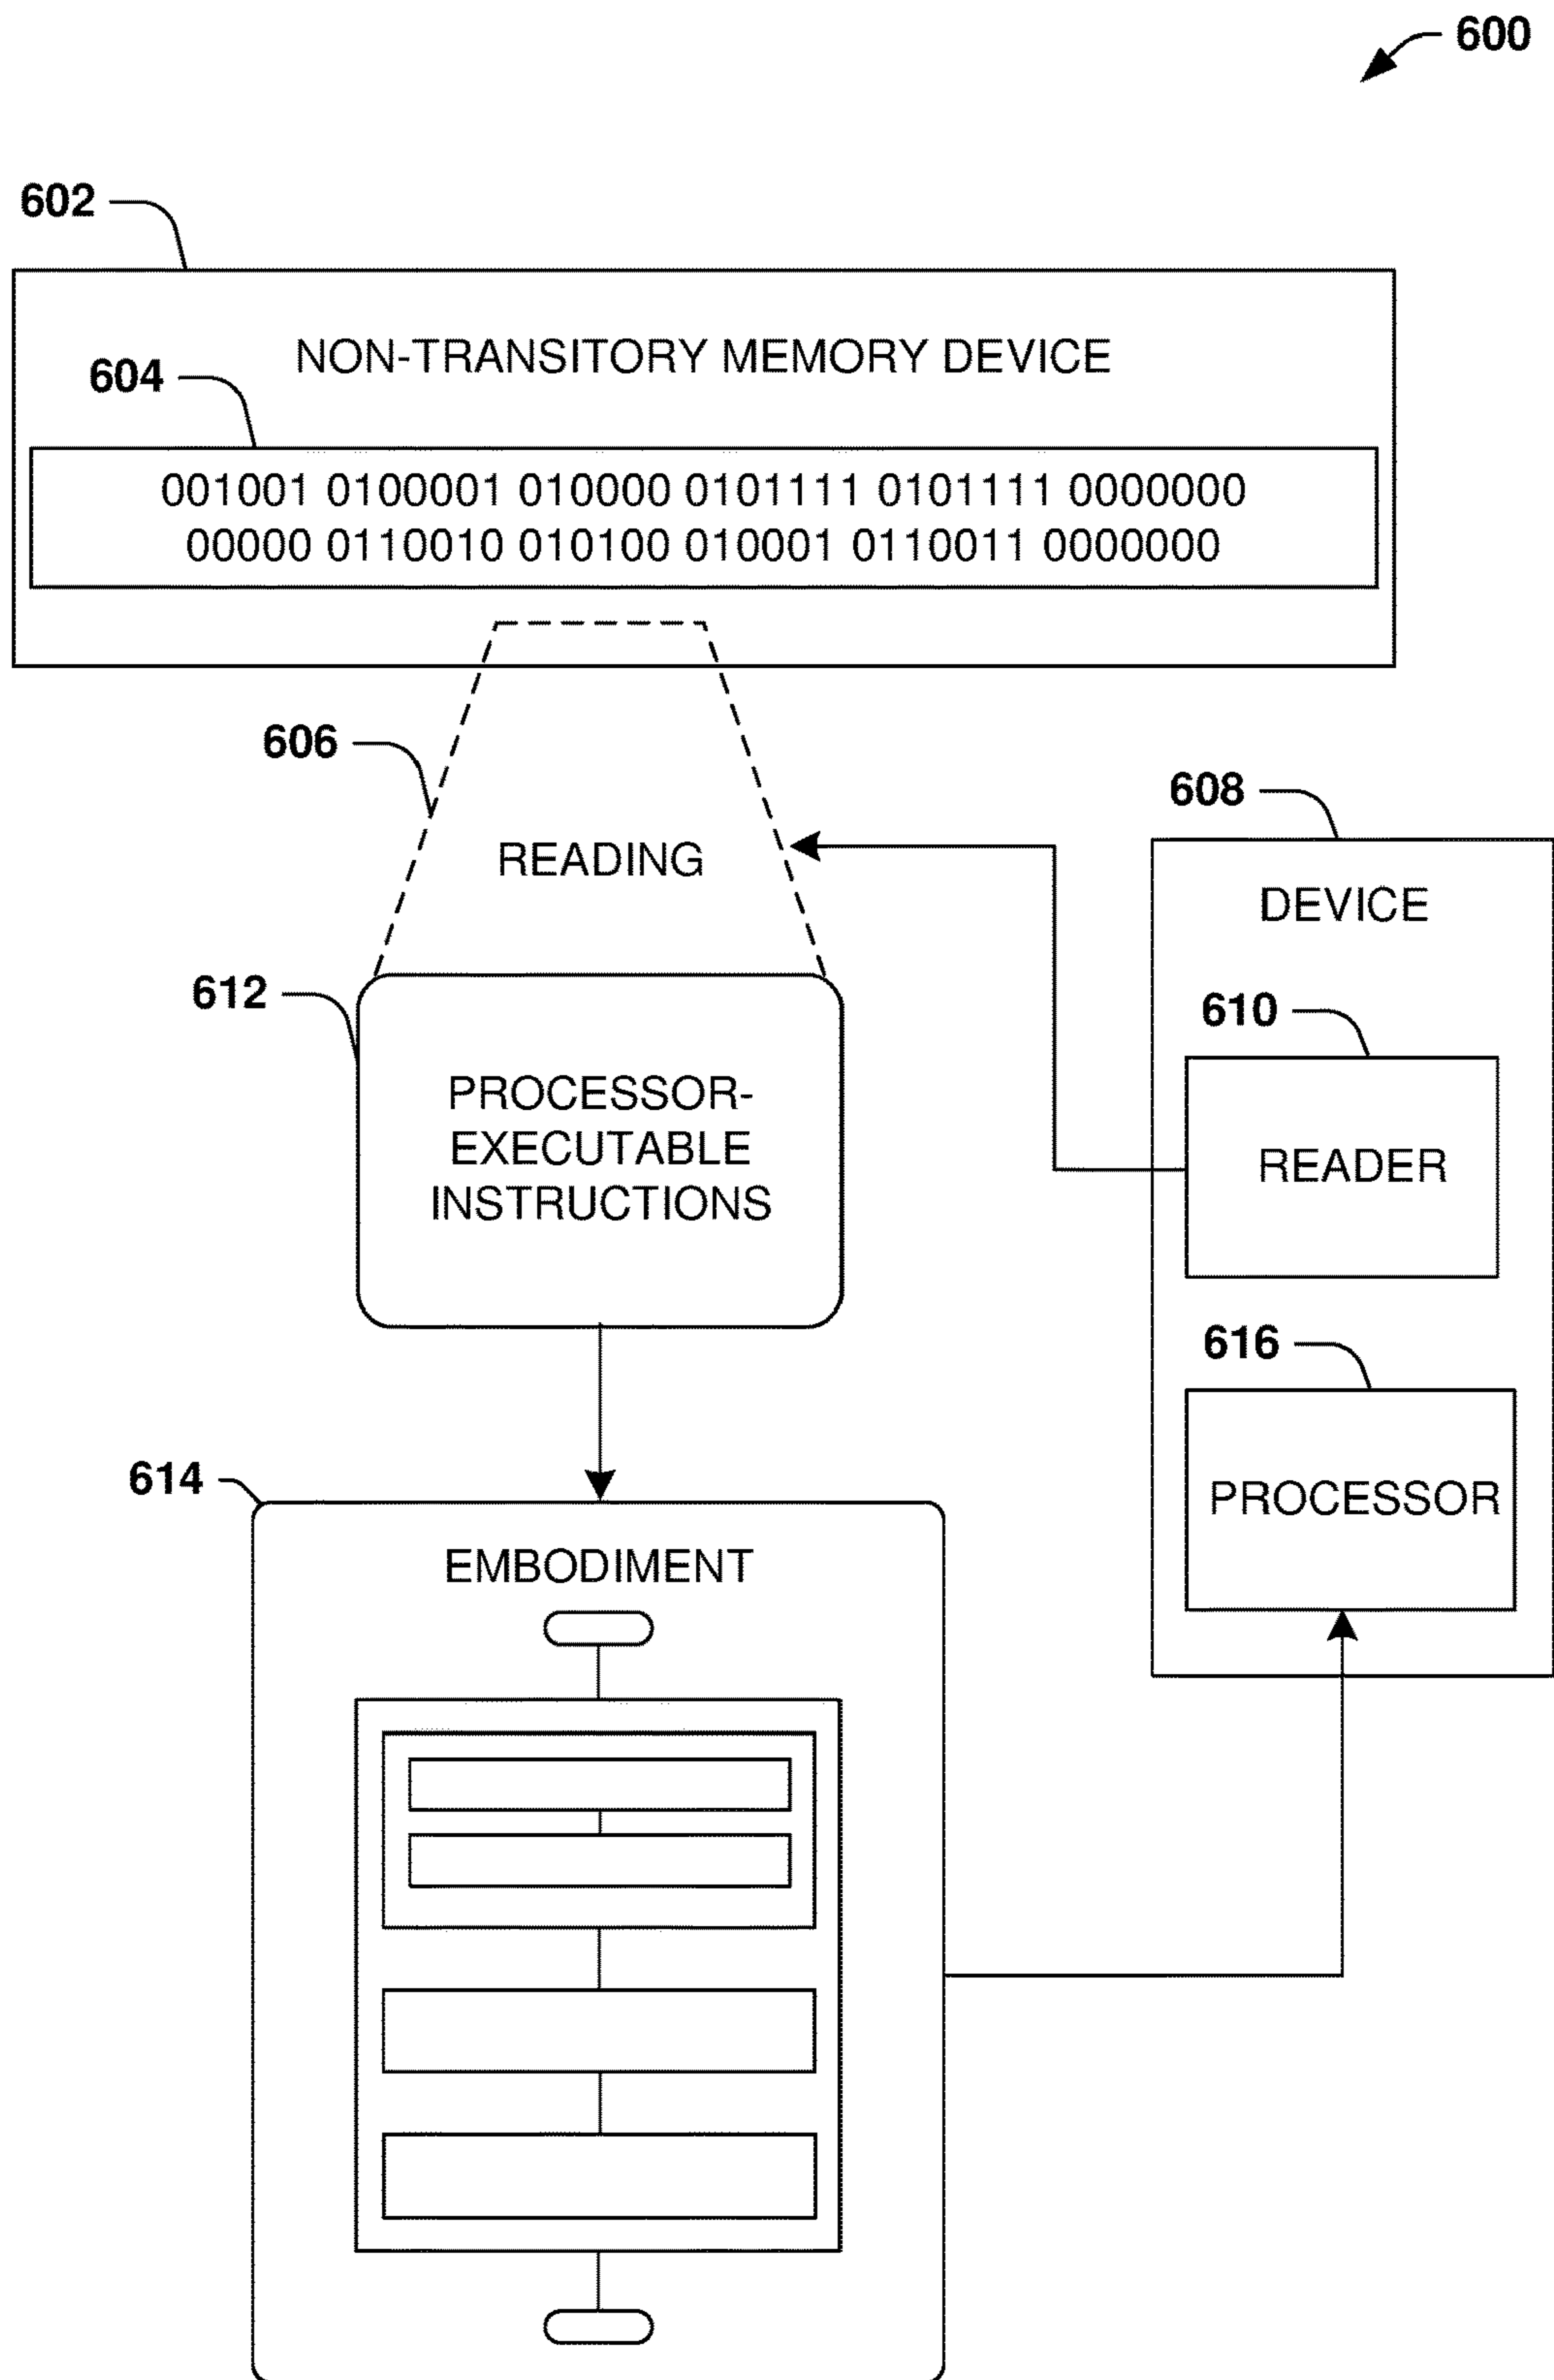 600
602
NON-TRANSITORY MEMORY DEVICE
604
001001 0100001 010000 0101111 0101111 0000000
00000 0110010 010100 010001 0110011 0000000
606
READING
608
DEVICE
610
READER
612
PROCESSOR-
EXECUTABLE
INSTRUCTIONS
616
PROCESSOR
614
EMBODIMENT